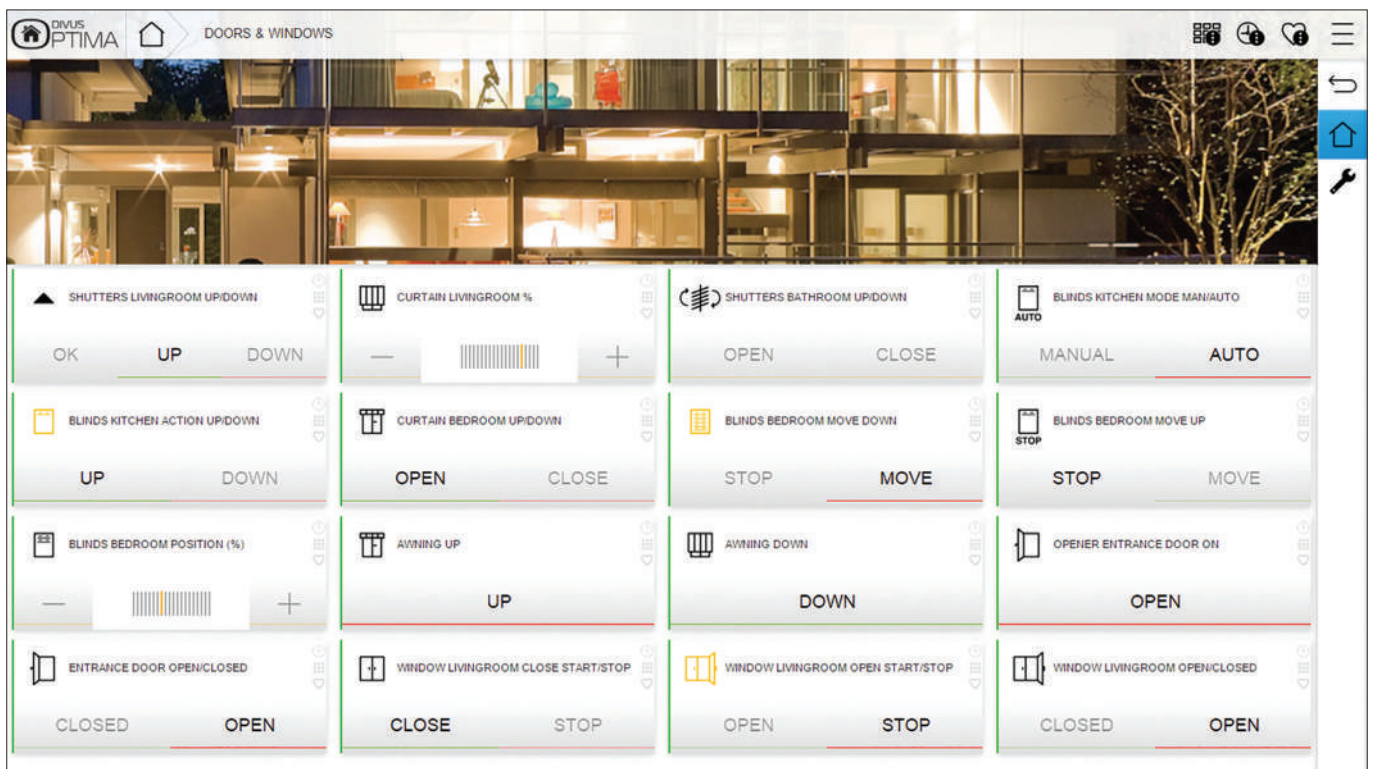 DIVUS
OPTIMA
DOORS & WINDOWS
SHUTTERS LIVINGROOM UP/DOWN
OK UP DOWN
CURTAIN LIVINGROOM %
SHUTTERS BATHROOM UP/DOWN
OPEN CLOSE
AUTO
BLINDS KITCHEN MODE MAN/AUTO
MANUAL AUTO
BLINDS KITCHEN ACTION UP/DOWN
UP DOWN
CURTAIN BEDROOM UP/DOWN
OPEN CLOSE
BLINDS BEDROOM MOVE DOWN
STOP MOVE
STOP
BLINDS BEDROOM MOVE UP
STOP MOVE
BLINDS BEDROOM POSITION (%)
AWNING UP
UP
AWNING DOWN
DOWN
OPENER ENTRANCE DOOR ON
OPEN
ENTRANCE DOOR OPEN/CLOSED
CLOSED OPEN
WINDOW LIVINGROOM CLOSE START/STOP
CLOSE STOP
WINDOW LIVINGROOM OPEN START/STOP
OPEN STOP
WINDOW LIVINGROOM OPEN/CLOSED
CLOSED OPEN